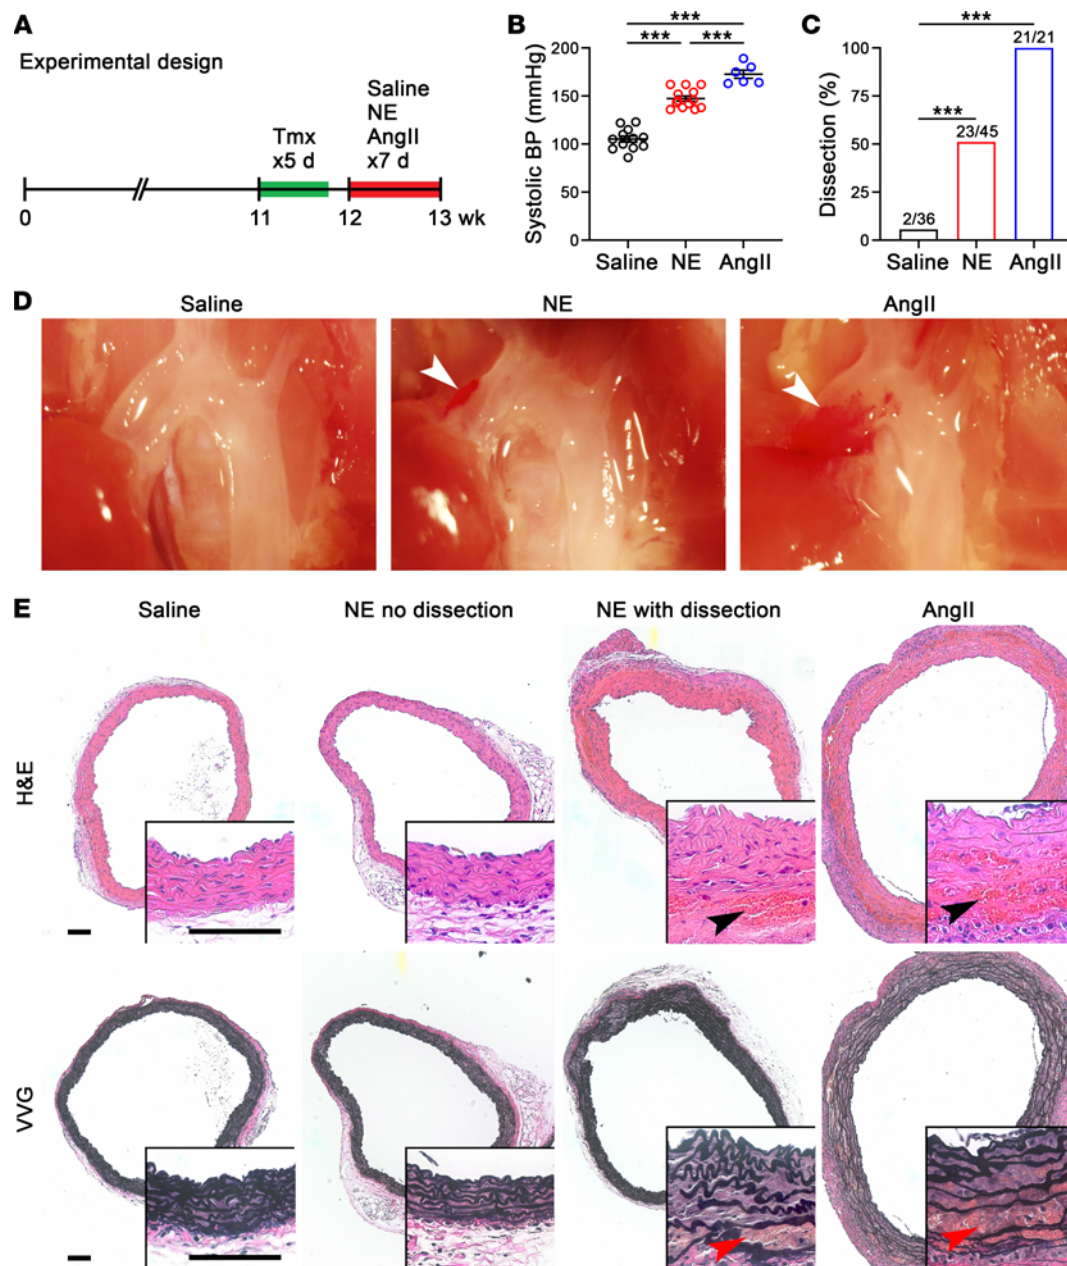 A
Experimental design
Saline
NE
AngII
x7 d
Tmx
x5 d
0
11
12
13 wk
B
***
***
***
Systolic BP (mmHg)
200
150
100
50
0
Saline
NE
AngII
C
***
***
21/21
23/45
2/36
Dissection (%)
100
75
50
25
0
Saline
NE
AngII
D
Saline
NE
AngII
E
Saline
NE no dissection
NE with dissection
AngII
H&E
VVG